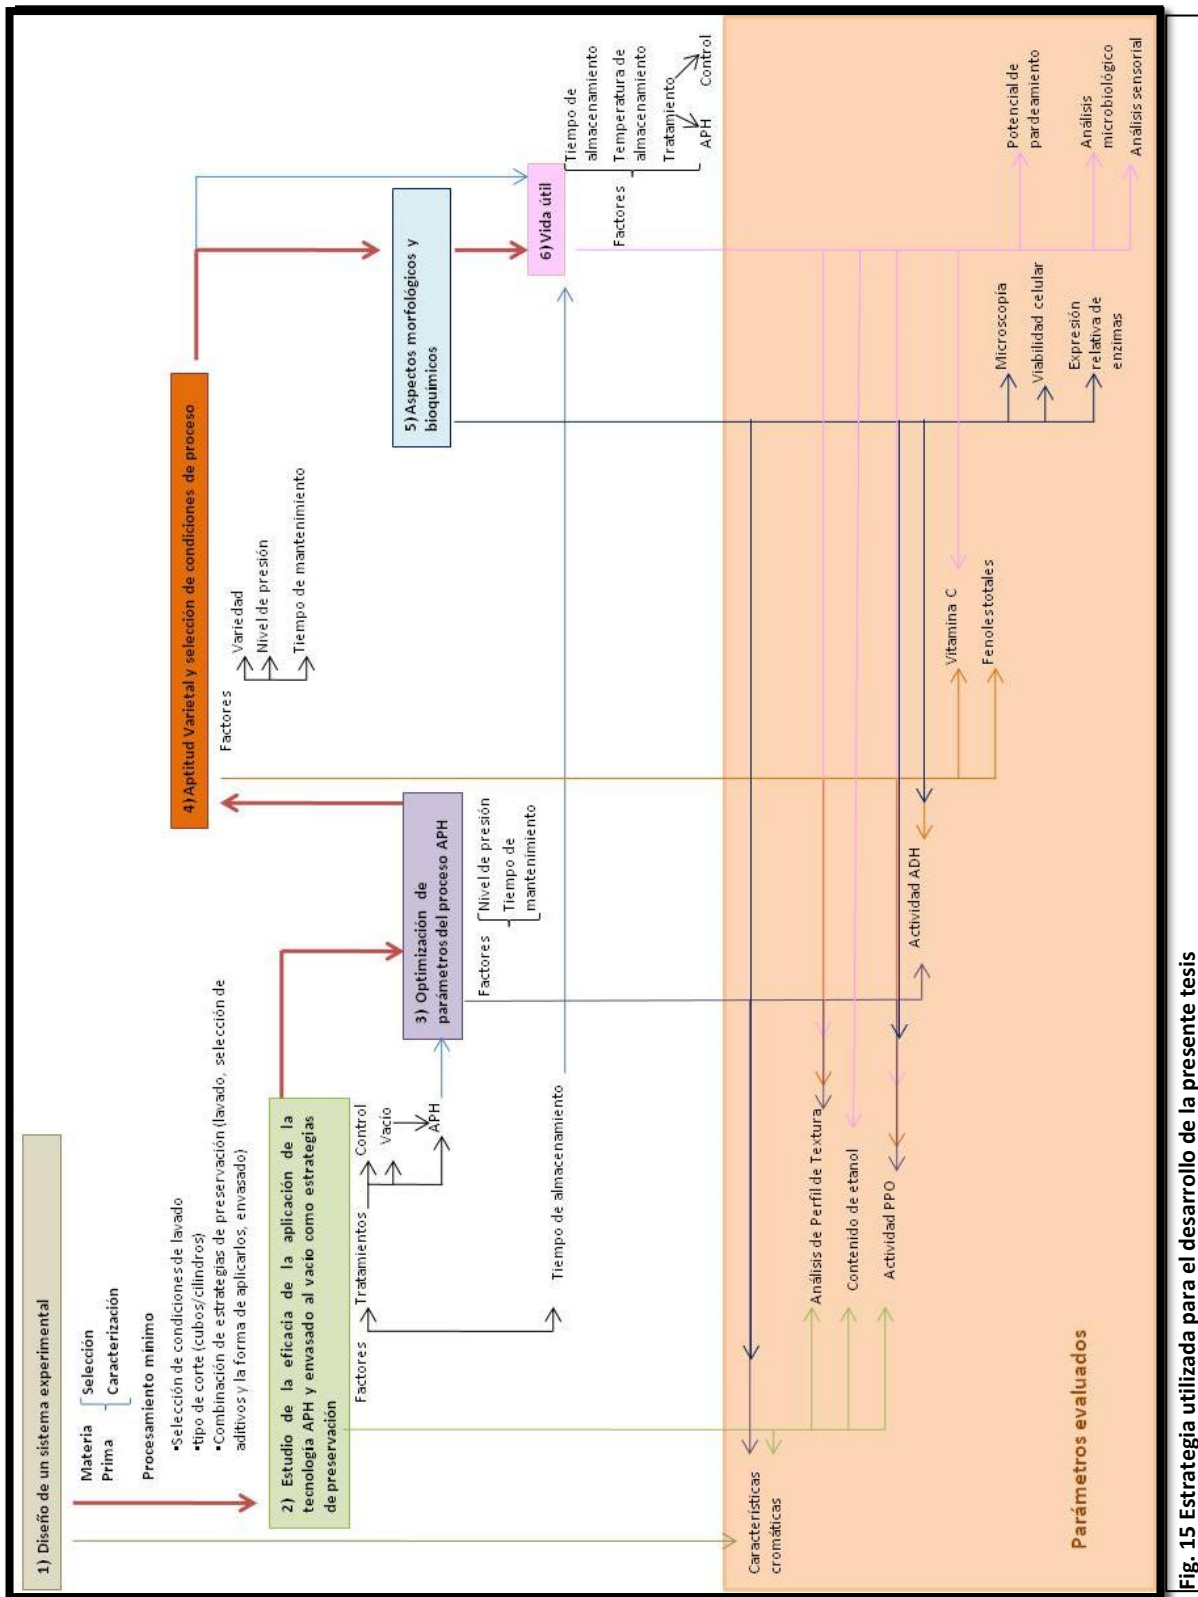 1) Diseño de un sistema experimental
Materia
Prima
Selección
Caracterización
Procesamiento mínimo
▪Selección de condiciones de lavado
▪tipo de corte (cubos/cilindros)
▪Combinación de estrategias de preservación (lavado, selección de
aditivos y la forma de aplicarlos, envasado)
2) Estudio de la eficacia de la aplicación de la
tecnología APH y envasado al vacío como estrategias
de preservación
Factores
Tratamientos
Control
Vacío
APH
Tiempo de almacenamiento
3) Optimización de
parámetros del proceso APH
Factores
Nivel de presión
Tiempo de
mantenimiento
4) Aptitud Varietal y selección de condiciones de proceso
Factores
Variedad
Nivel de presión
Tiempo de mantenimiento
5) Aspectos morfológicos y
bioquímicos
6) Vida útil
Factores
Tiempo de
almacenamiento
Temperatura de
almacenamiento
Tratamiento
APH
Control
Características
cromáticas
Análisis de Perfil de Textura
Contenido de etanol
Actividad PPO
Actividad ADH
Vitamina C
Fenoles totales
Microscopía
Viabilidad celular
Expresión
relativa de
enzimas
Potencial de
pardeamiento
Análisis
microbiológico
Análisis sensorial
Parámetros evaluados
Fig. 15 Estrategia utilizada para el desarrollo de la presente tesis